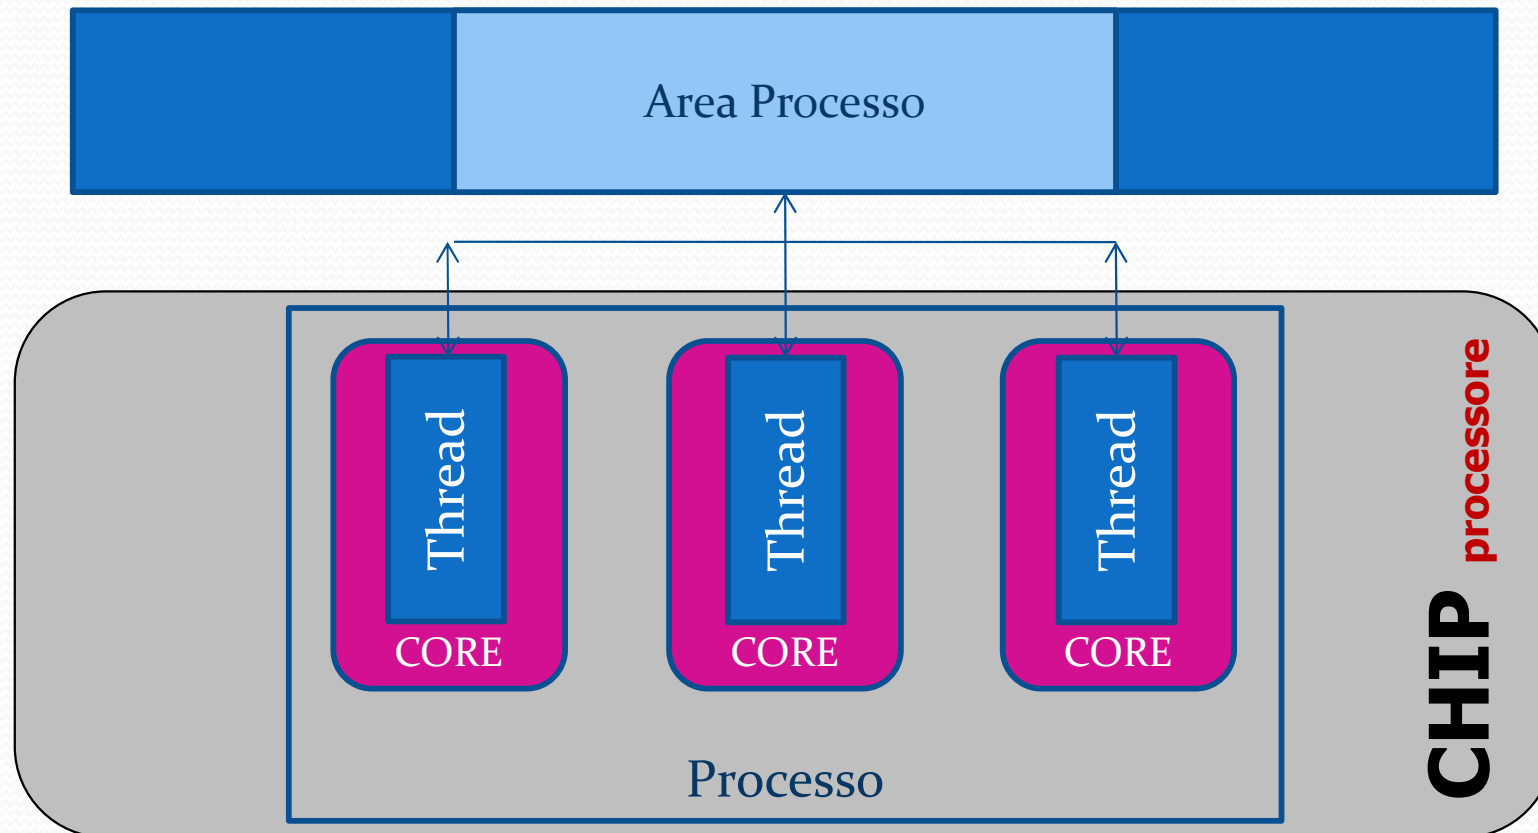 Area Processo
Thread
Thread
Thread
CORE
CORE
CORE
Processo
CHIP processore